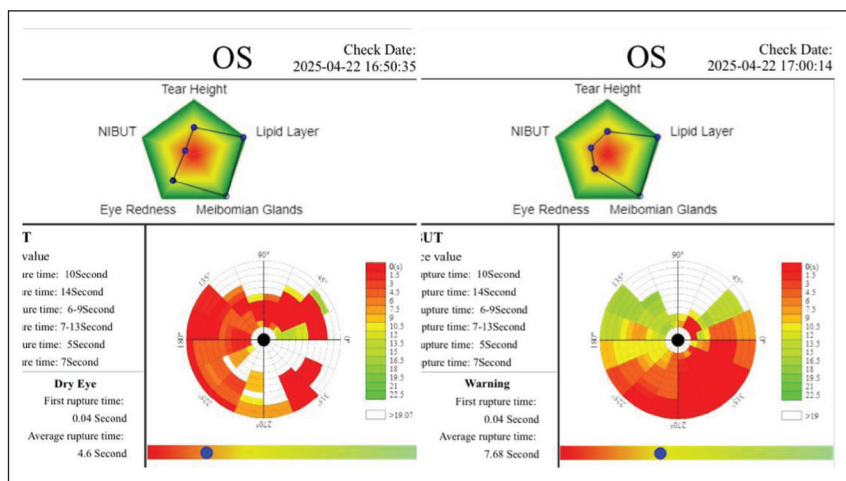 OS
Check Date:
2025-04-22 16:50:35
Tear Height
NIBUT
Lipid Layer
Eye Redness
Meibomian Glands
T
value
re time: 10Second
re time: 14Second
ure time: 6-9Second
re time: 7-13Second
re time: 5Second
re time: 7Second
Dry Eye
First rupture time:
0.04 Second
Average rupture time:
4.6 Second
90°
135°
45°
180°
0°
225°
315°
270°
0(s)
1.5
3
4.5
6
7.5
9
10.5
12
13.5
15
16.5
18
19.5
21
22.5
>19.07
OS
Check Date:
2025-04-22 17:00:14
Tear Height
NIBUT
Lipid Layer
Eye Redness
Meibomian Glands
BUT
ce value
pture time: 10Second
pture time: 14Second
upture time: 6-9Second
pture time: 7-13Second
upture time: 5Second
upture time: 7Second
Warning
First rupture time:
0.04 Second
Average rupture time:
7.68 Second
90°
135°
45°
180°
0°
225°
315°
270°
0(s)
1.5
3
4.5
6
7.5
9
10.5
12
13.5
15
16.5
18
19.5
21
22.5
>19